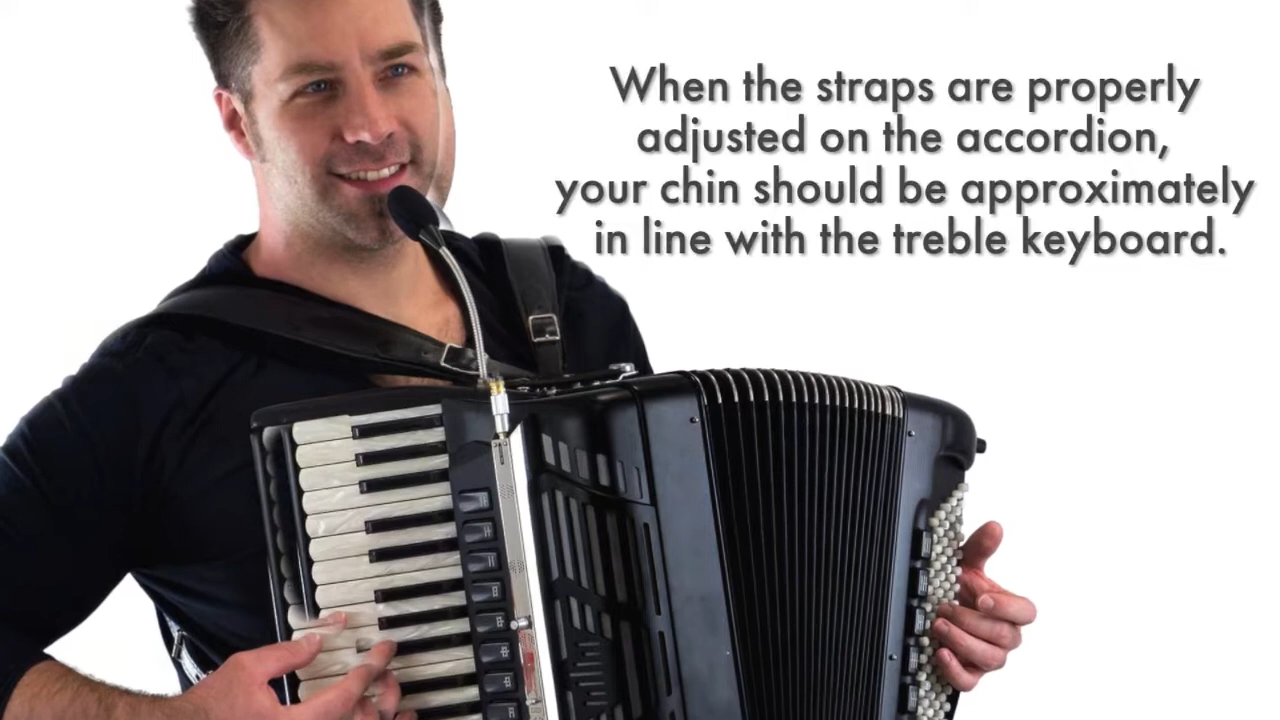 When the straps are properly
adjusted on the accordion,
your chin should be approximately
in line with the treble keyboard.